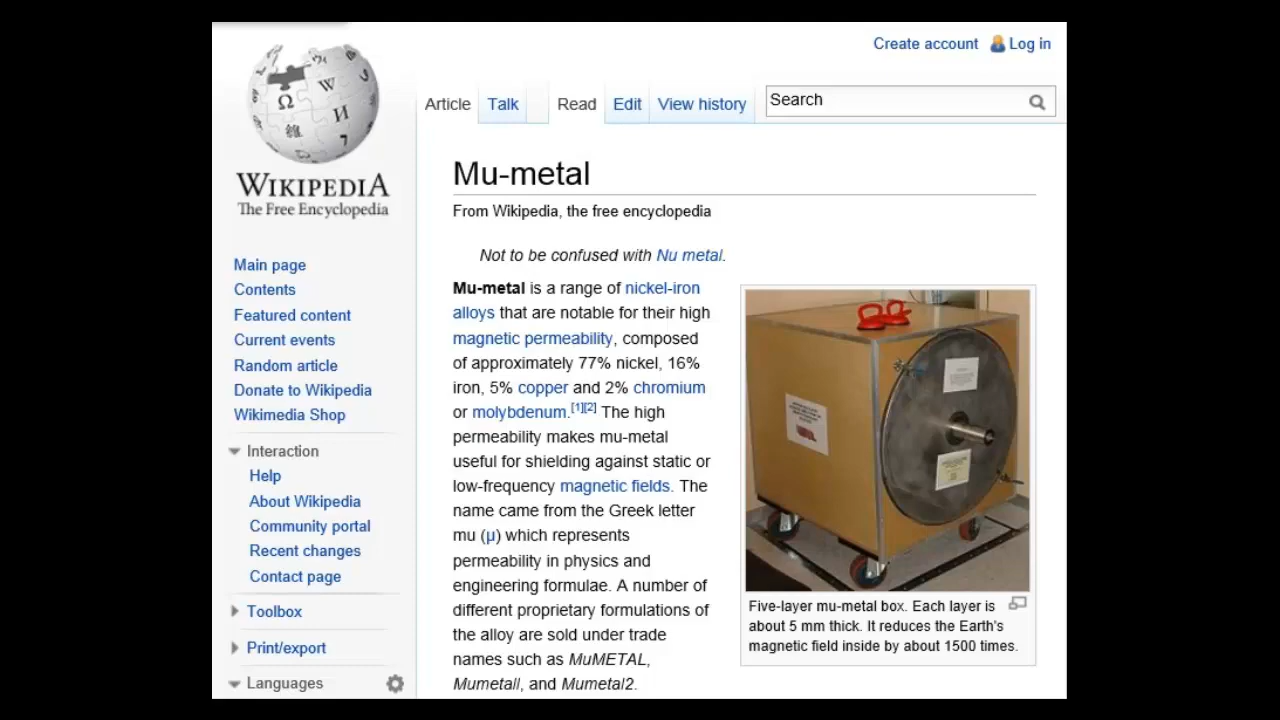 Create account Log in
Article Talk Read Edit View history Search
WIKIPEDIA
The Free Encyclopedia
Main page
Contents
Featured content
Current events
Random article
Donate to Wikipedia
Wikimedia Shop
Interaction
Help
About Wikipedia
Community portal
Recent changes
Contact page
Toolbox
Print/export
Languages
Mu-metal
From Wikipedia, the free encyclopedia
Not to be confused with Nu metal.
Mu-metal is a range of nickel-iron
alloys that are notable for their high
magnetic permeability, composed
of approximately 77% nickel, 16%
iron, 5% copper and 2% chromium
or molybdenum.[1][2] The high
permeability makes mu-metal
useful for shielding against static or
low-frequency magnetic fields. The
name came from the Greek letter
mu (μ) which represents
permeability in physics and
engineering formulae. A number of
different proprietary formulations of
the alloy are sold under trade
names such as MuMETAL,
Mumetall, and Mumetal2.
Five-layer mu-metal box. Each layer is
about 5 mm thick. It reduces the Earth's
magnetic field inside by about 1500 times.